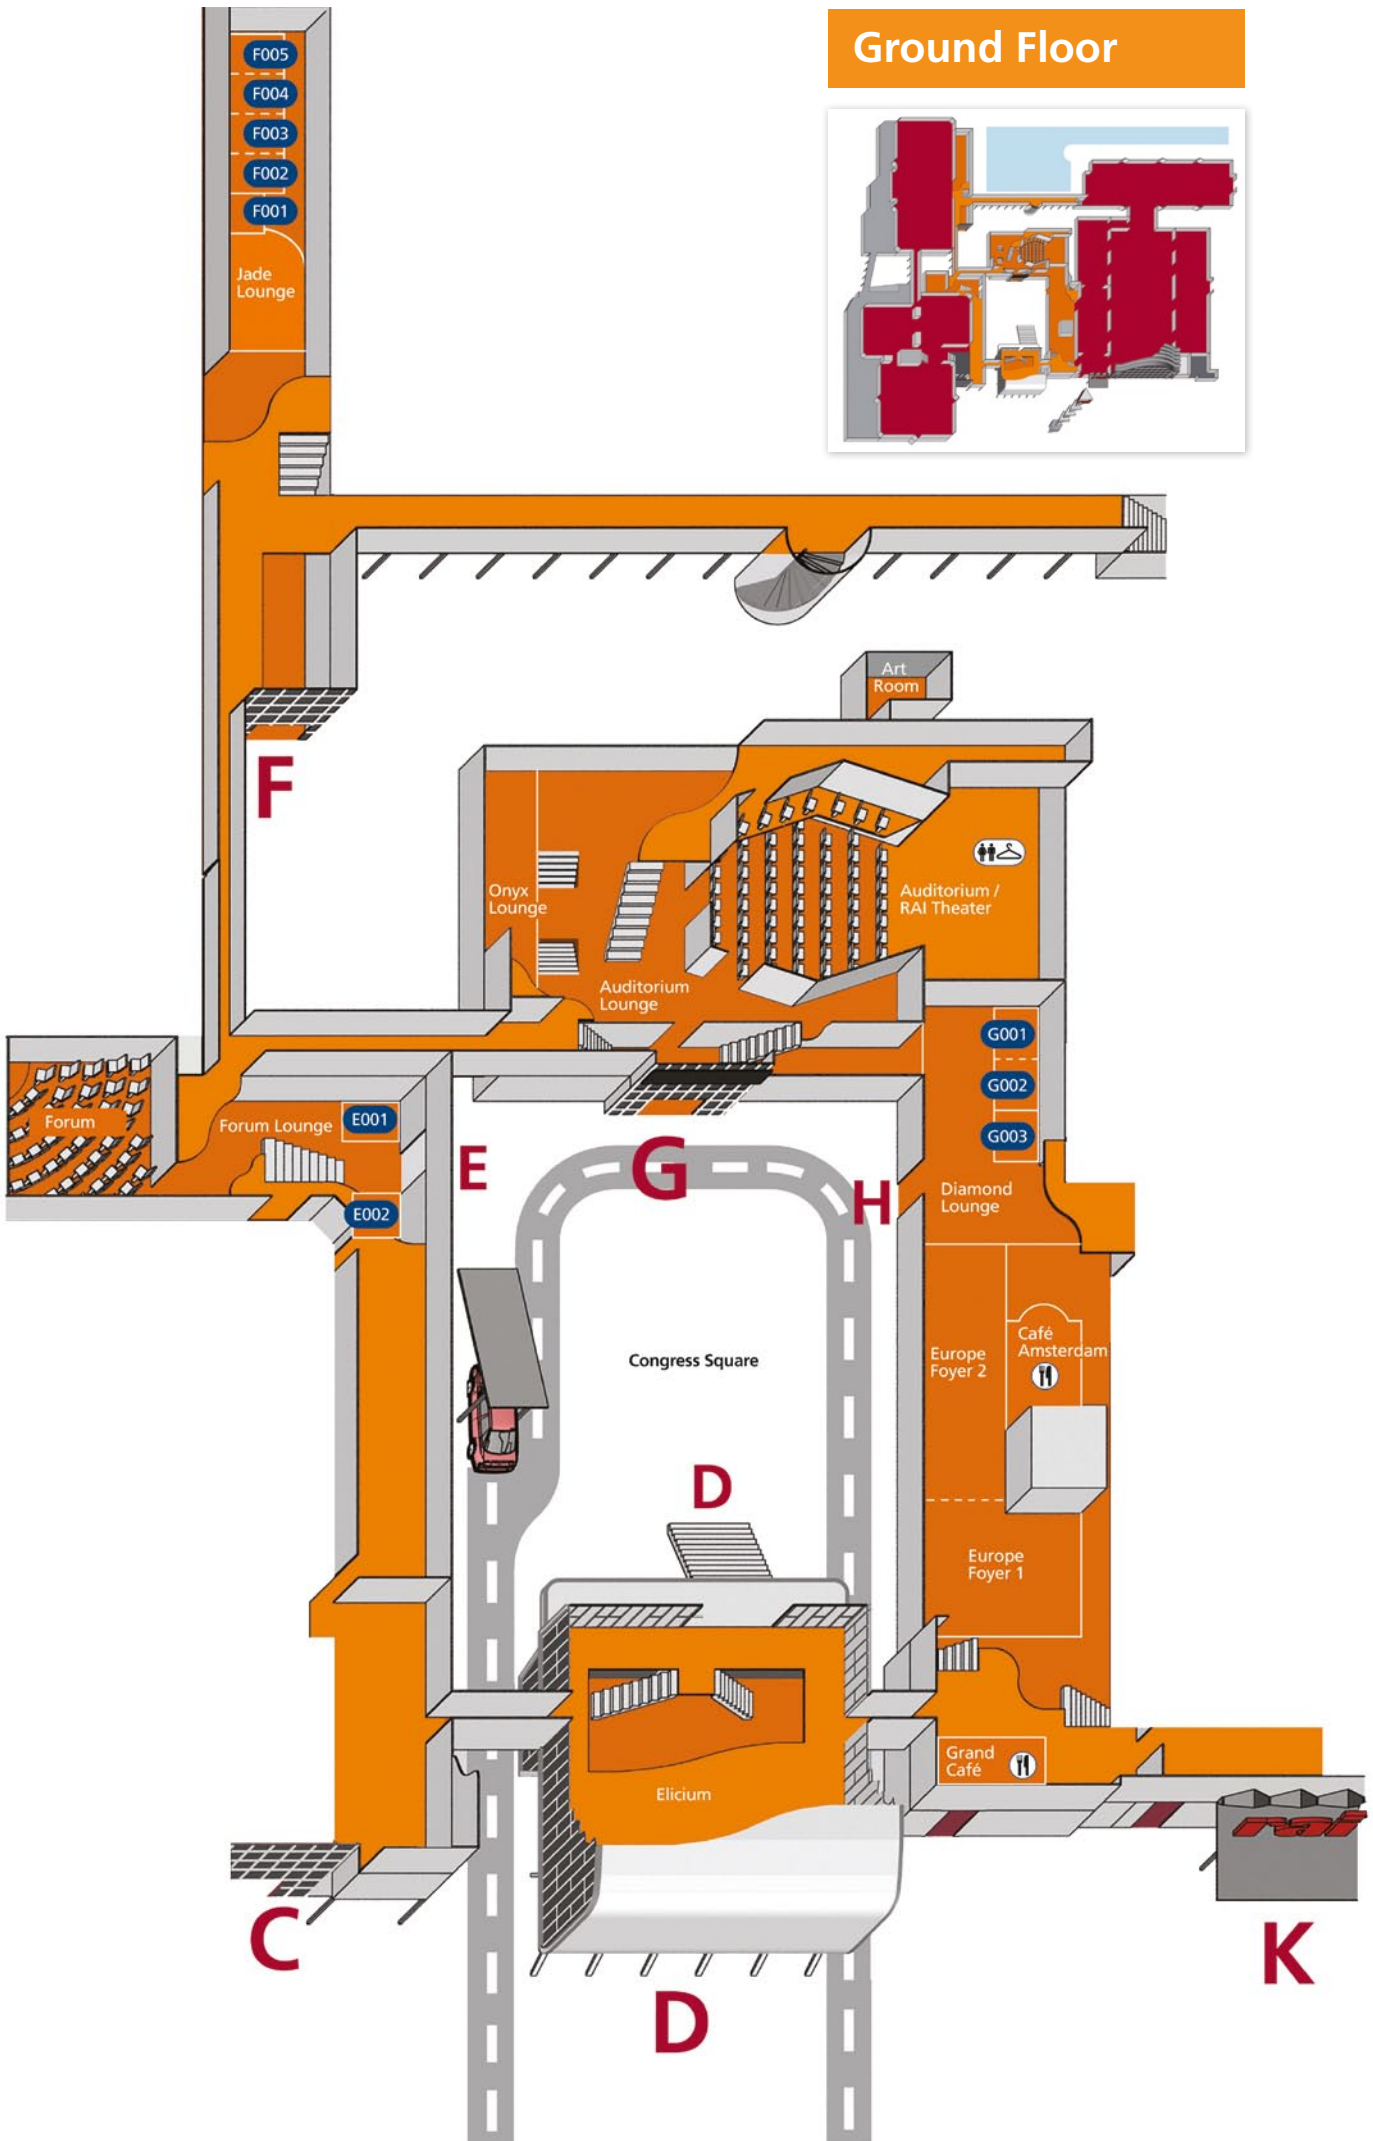 Ground Floor
F005
F004
F003
F002
F001
Jade
Lounge
Art
Room
F
Onyx
Lounge
Auditorium /
RAI Theater
Auditorium
Lounge
G001
G002
G003
Forum
Forum Lounge
E001
E002
E
G
H
Diamond
Lounge
Congress Square
Europe
Foyer 2
Café
Amsterdam
D
Europe
Foyer 1
Grand
Café
Elicium
rai
C
K
D